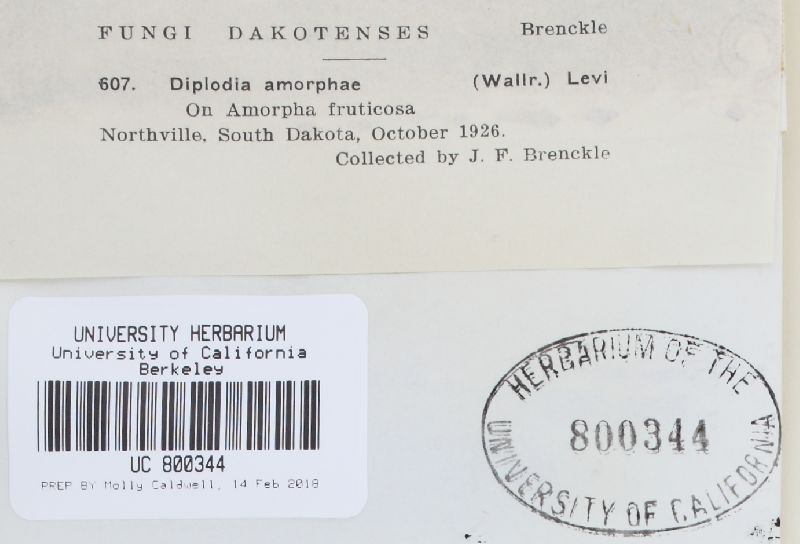 FUNGI DAKOTENSES Brenckle
607. Diplodia amorphae (Wallr.) Levi
On Amorpha fruticosa
Northville, South Dakota, October 1926.
Collected by J. F. Brenckle
UNIVERSITY HERBARIUM
University of California
Berkeley
UC 800344
PREP BY Molly Caldwell, 14 Feb 2018
HERBARIUM OF THE
800344
UNIVERSITY OF CALIFORNIA